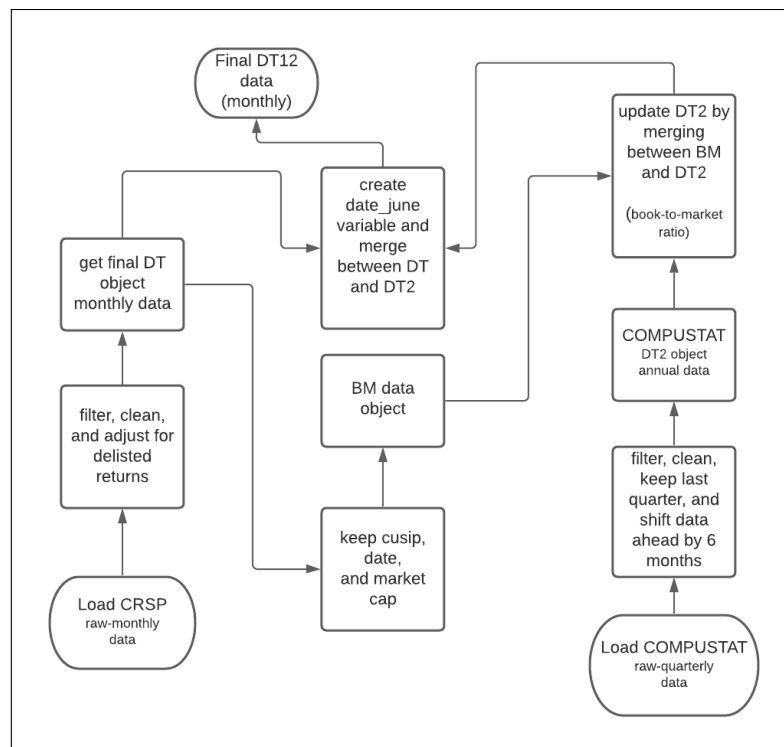 Final DT12
data
(monthly)
update DT2 by
merging
between BM
and DT2
(book-to-market
ratio)
create
date_june
variable and
merge
between DT
and DT2
get final DT
object
monthly data
COMPUSTAT
DT2 object
annual data
BM data
object
filter, clean,
and adjust for
delisted
returns
filter, clean,
keep last
quarter, and
shift data
ahead by 6
months
keep cusip,
date,
and market
cap
Load CRSP
raw-monthly
data
Load COMPUSTAT
raw-quarterly
data